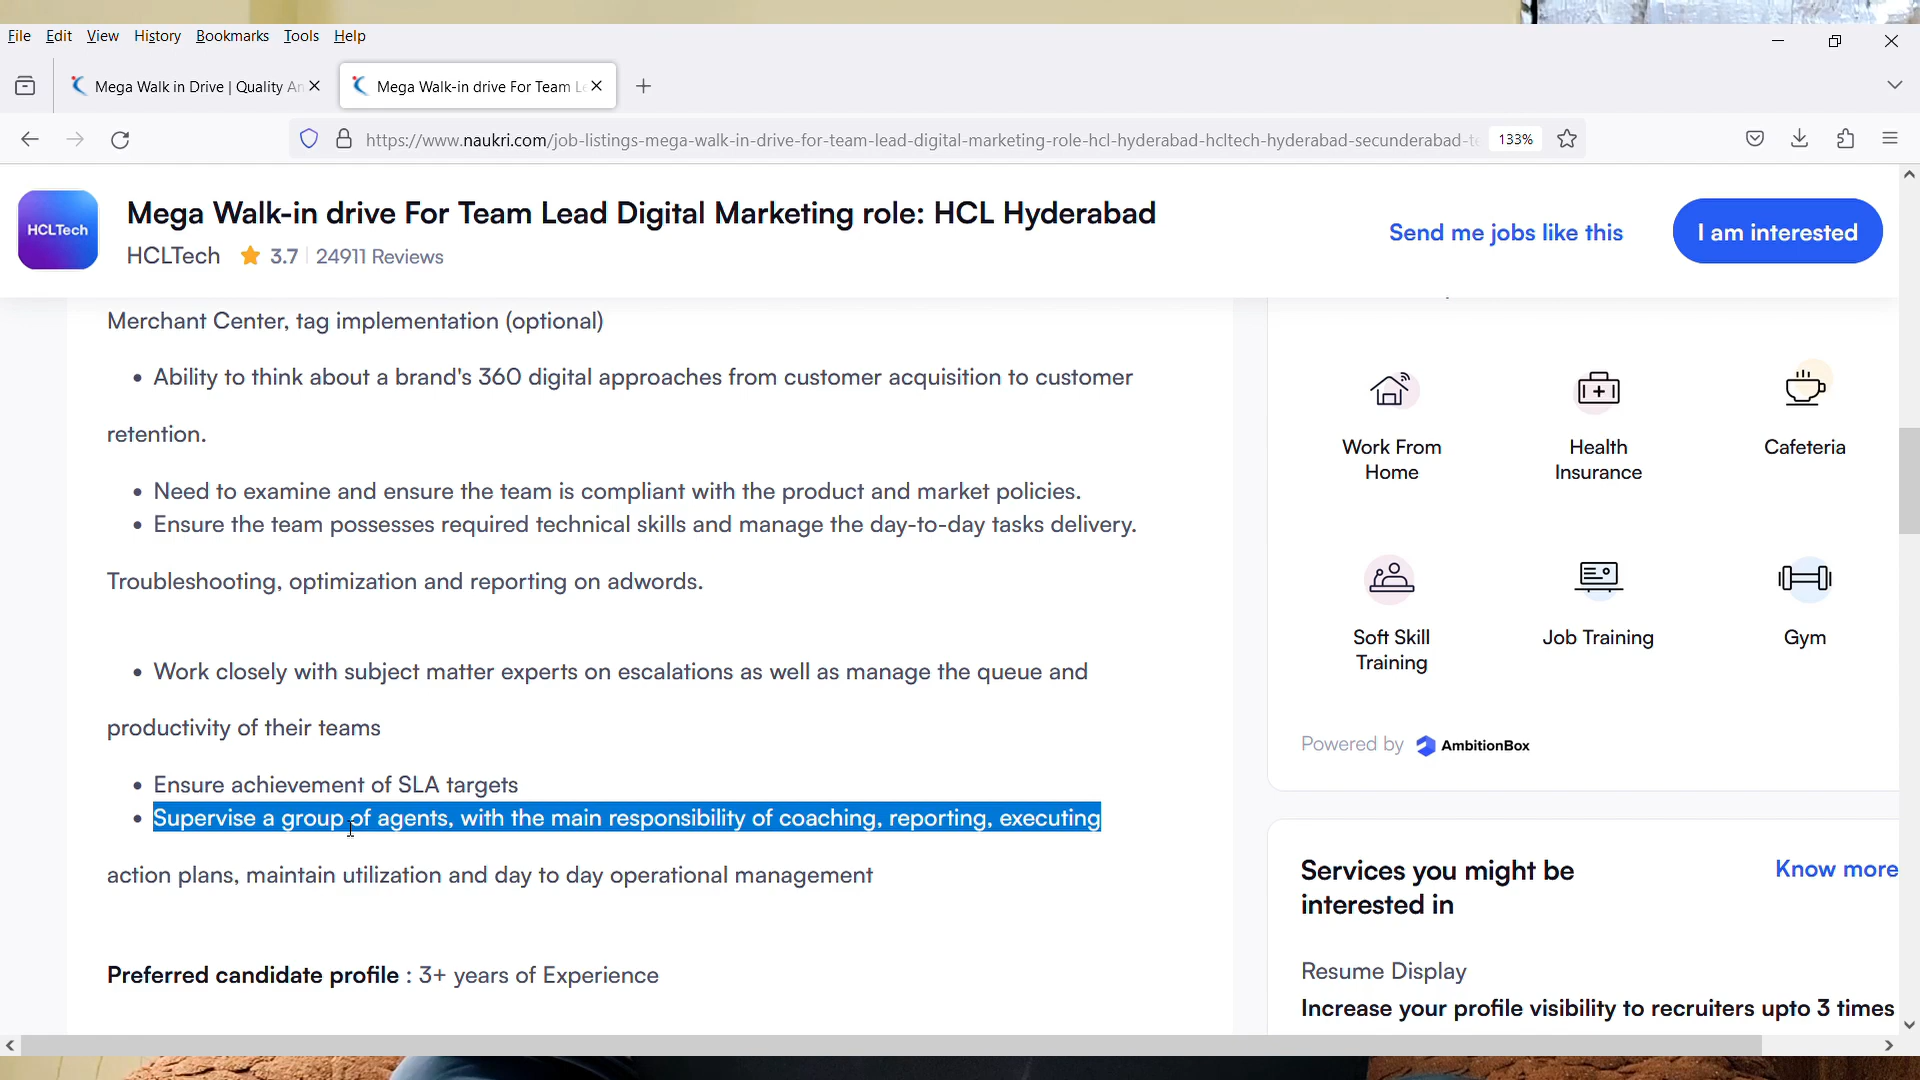 File Edit View History Bookmarks Tools Help
Mega Walk in Drive | Quality An
Mega Walk-in drive For Team Le
https://www.naukri.com/job-listings-mega-walk-in-drive-for-team-lead-digital-marketing-role-hcl-hyderabad-hcltech-hyderabad-secunderabad-te
133%
HCLTech
Mega Walk-in drive For Team Lead Digital Marketing role: HCL Hyderabad
HCLTech 3.7 24911 Reviews
Send me jobs like this
I am interested
Merchant Center, tag implementation (optional)
• Ability to think about a brand's 360 digital approaches from customer acquisition to customer
retention.
• Need to examine and ensure the team is compliant with the product and market policies.
• Ensure the team possesses required technical skills and manage the day-to-day tasks delivery.
Troubleshooting, optimization and reporting on adwords.
• Work closely with subject matter experts on escalations as well as manage the queue and
productivity of their teams
• Ensure achievement of SLA targets
• Supervise a group of agents, with the main responsibility of coaching, reporting, executing
action plans, maintain utilization and day to day operational management
Preferred candidate profile : 3+ years of Experience
Work From
Home
Health
Insurance
Cafeteria
Soft Skill
Training
Job Training
Gym
Powered by AmbitionBox
Services you might be
interested in
Know more
Resume Display
Increase your profile visibility to recruiters upto 3 times